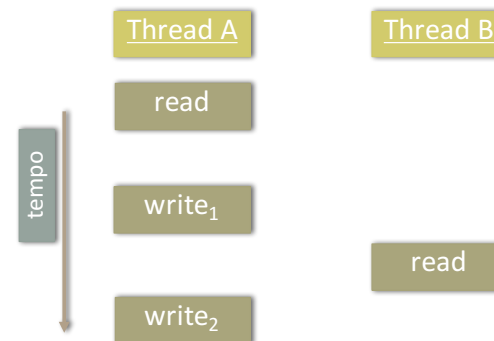 Thread A
Thread B
read
tempo
write₁
read
write₂